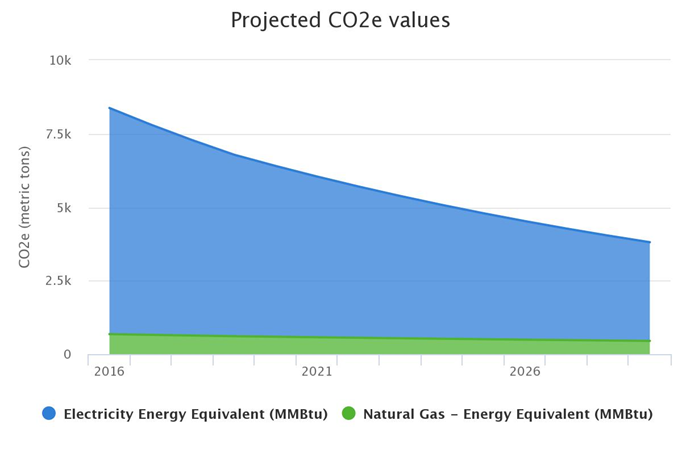 Projected CO2e values
10k
7.5k
5k
2.5k
0
CO2e (metric tons)
2016 2021 2026
Electricity Energy Equivalent (MMBtu) Natural Gas - Energy Equivalent (MMBtu)